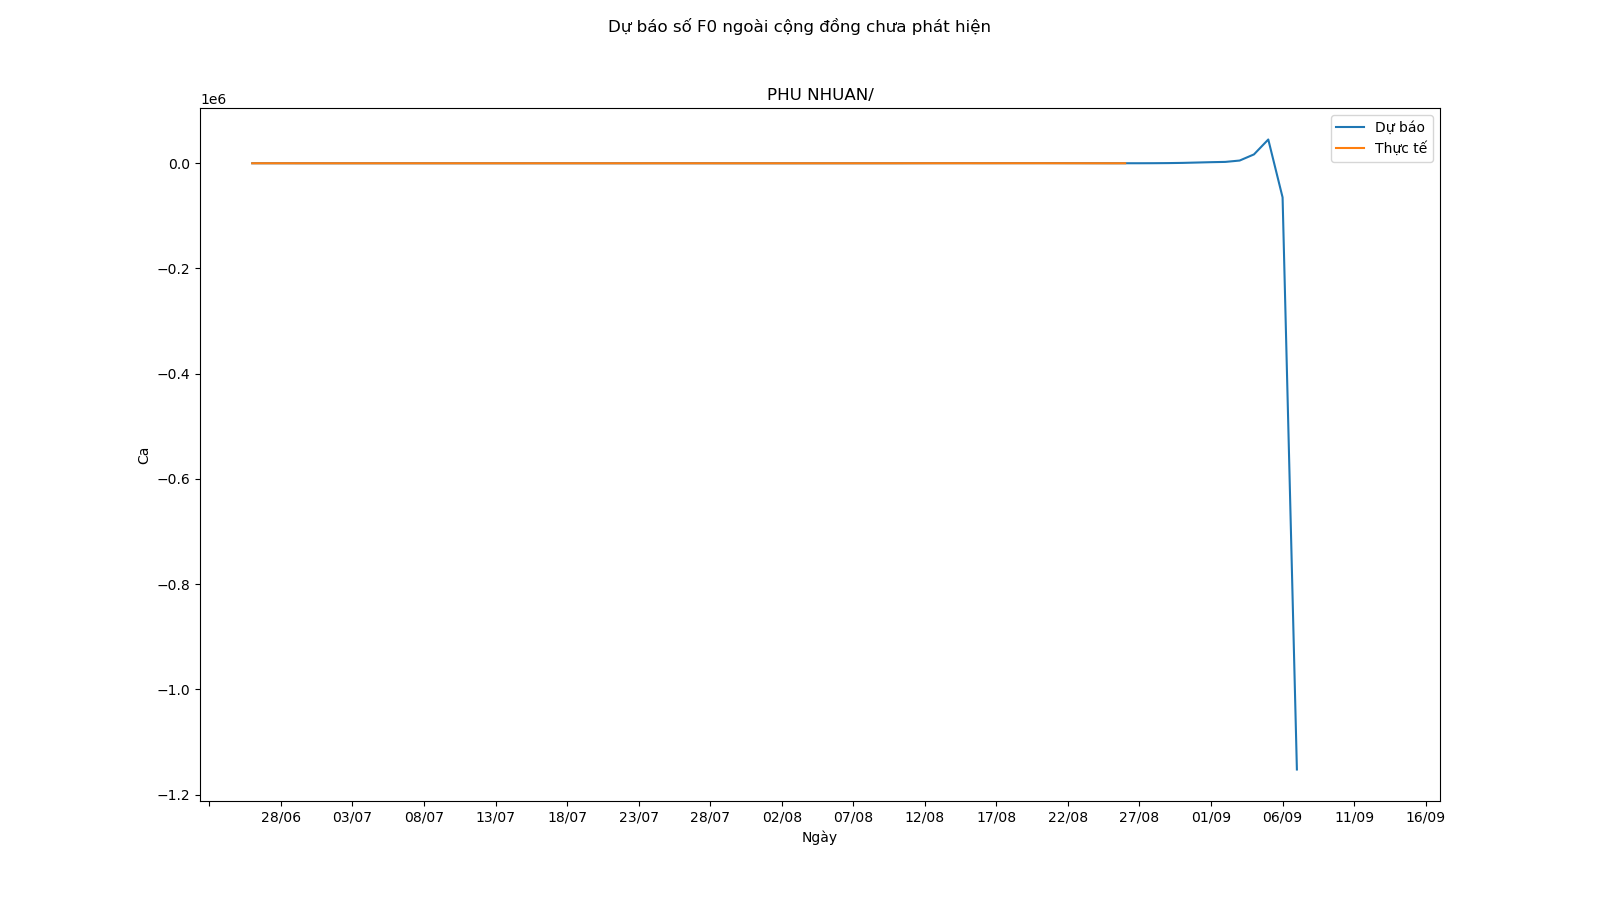 Dự báo số F0 ngoài cộng đồng chưa phát hiện
PHU NHUAN/
1e6
Dự báo
Thực tế
0.0
−0.2
−0.4
−0.6
−0.8
−1.0
−1.2
Ca
28/06 03/07 08/07 13/07 18/07 23/07 28/07 02/08 07/08 12/08 17/08 22/08 27/08 01/09 06/09 11/09 16/09
Ngày